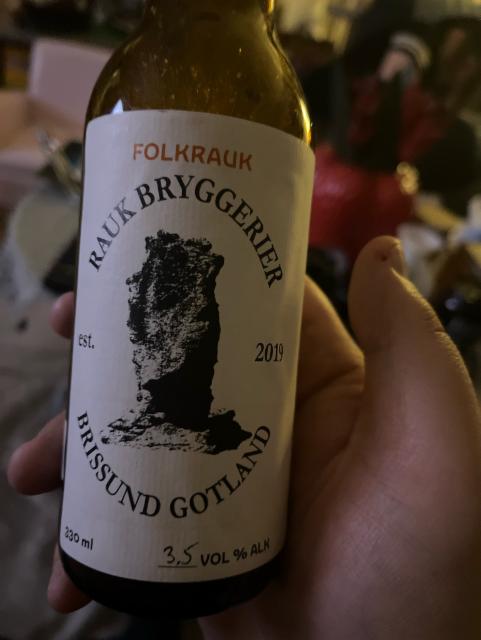 FOLKRAUK
RAUK BRYGGERIER
est.
2019
BRISSUND GOTLAND
330 ml
3,5 VOL % ALK